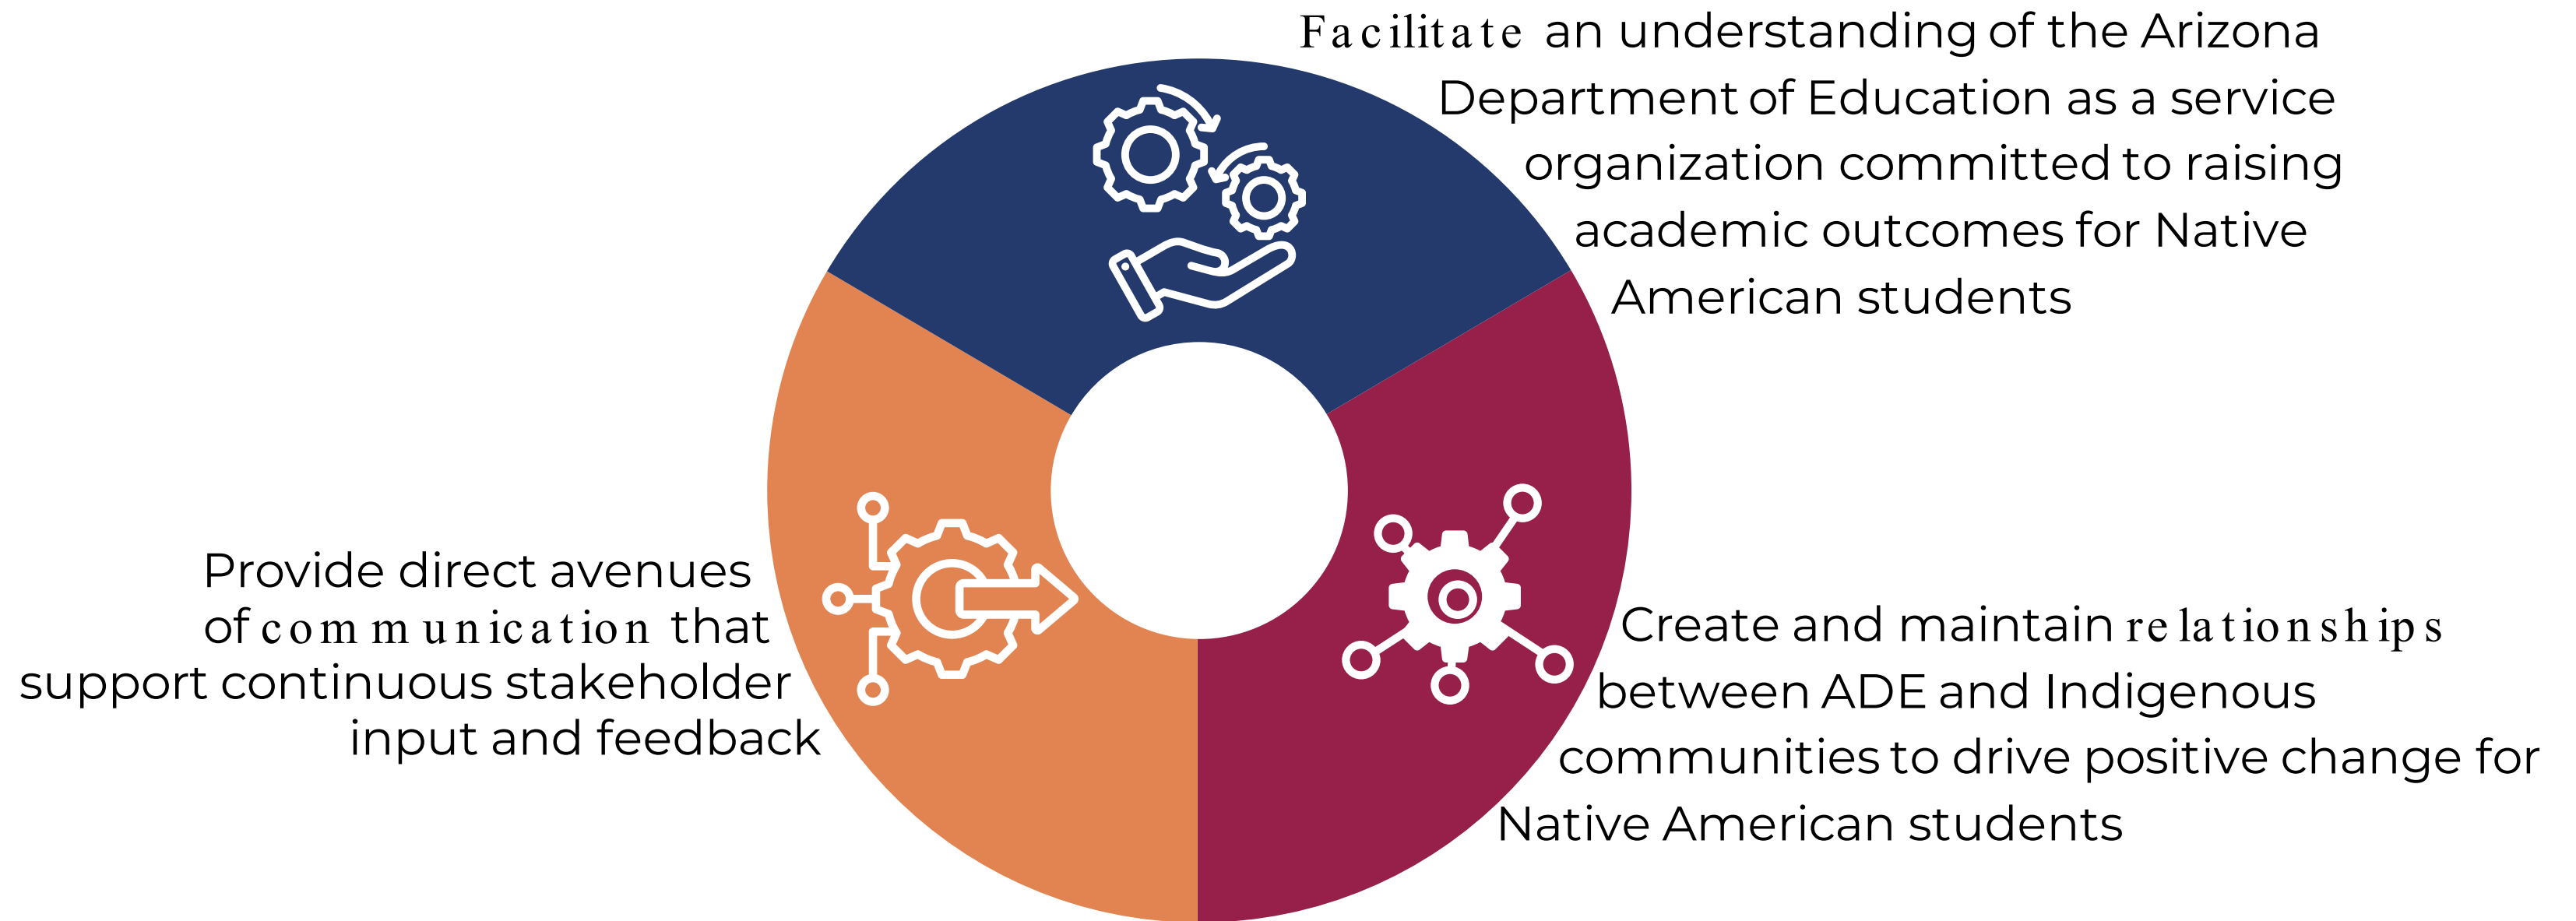 Facilitate an understanding of the Arizona
Department of Education as a service
organization committed to raising
academic outcomes for Native
American students
Create and maintain relationships
between ADE and Indigenous
communities to drive positive change for
Native American students
Provide direct avenues
of communication that
support continuous stakeholder
input and feedback